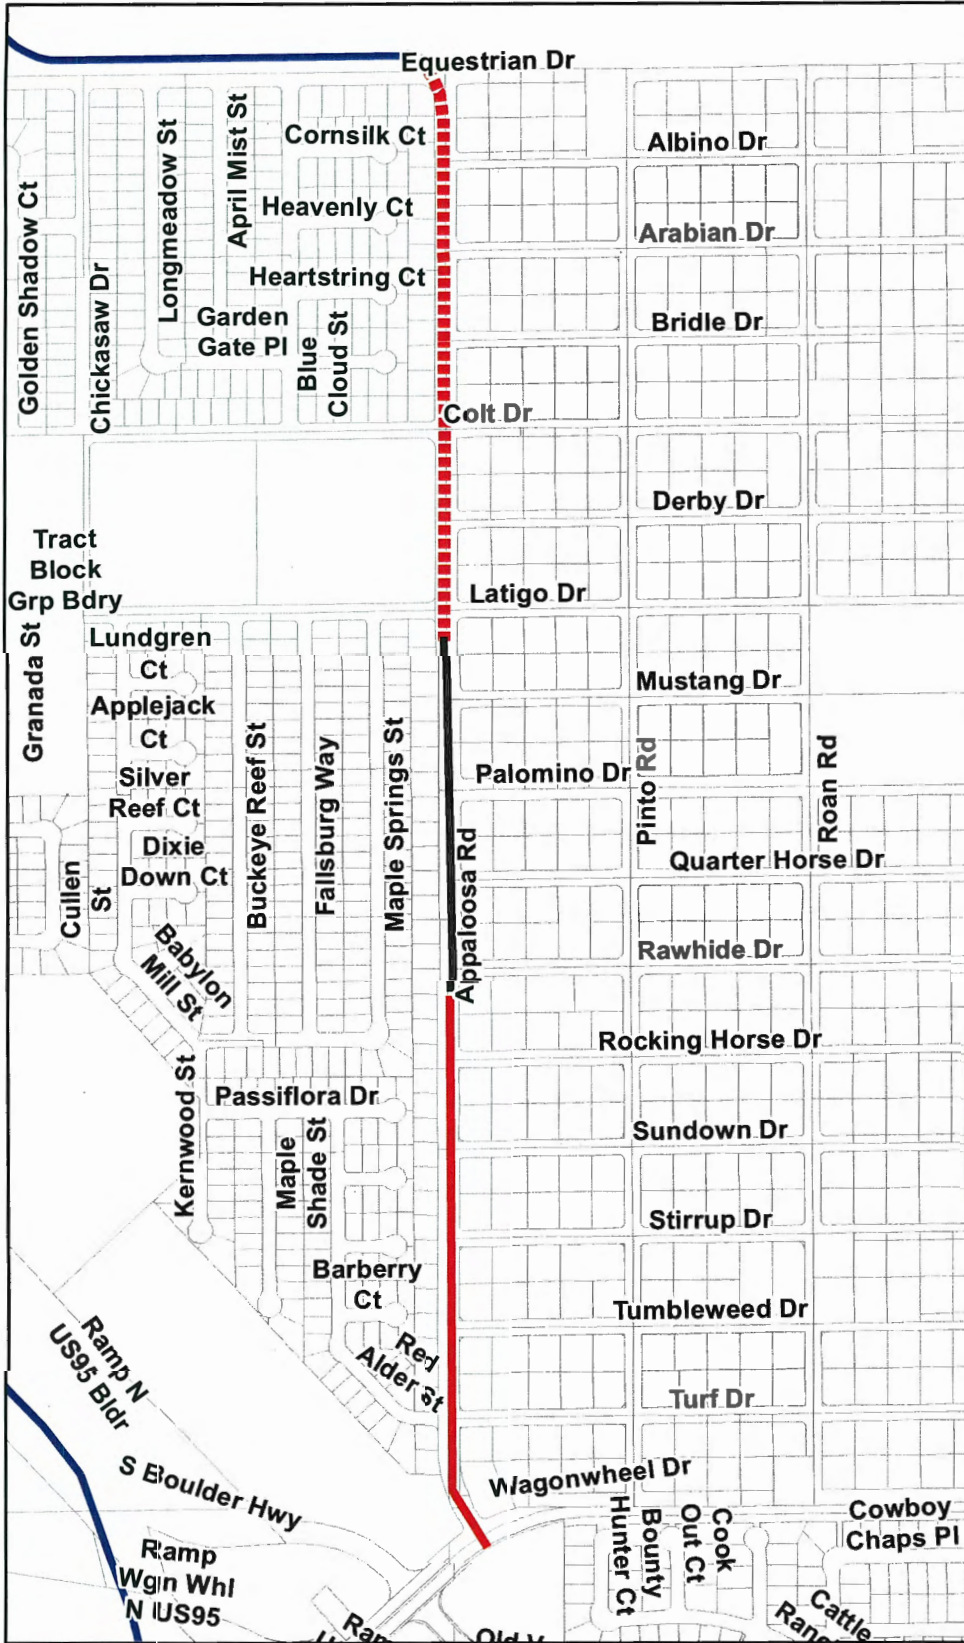 Equestrian Dr
Cornsilk Ct
Albino Dr
Longmeadow St
April Mist St
Heavenly Ct
Arabian Dr
Golden Shadow Ct
Chickasaw Dr
Heartstring Ct
Garden
Gate Pl
Blue
Cloud St
Bridle Dr
Colt Dr
Derby Dr
Tract
Block
Grp Bdry
Latigo Dr
Granada St
Lundgren
Ct
Mustang Dr
Applejack
Ct
Buckeye Reef St
Fallsburg Way
Maple Springs St
Palomino Dr
Pinto Rd
Roan Rd
Silver
Reef Ct
Dixie
Down Ct
Cullen
St
Appaloosa Rd
Quarter Horse Dr
Babylon
Mill St
Rawhide Dr
Rocking Horse Dr
Kernwood St
Passiflora Dr
Maple
Shade St
Sundown Dr
Stirrup Dr
Barberry
Ct
Tumbleweed Dr
Ramp N
US95 Bldr
Red
Alder St
Turf Dr
S Boulder Hwy
Wagonwheel Dr
Hunter Ct
Bounty
Out Ct
Cook
Cowboy
Chaps Pl
Ramp
Wgn Whl
N US95
Cattle